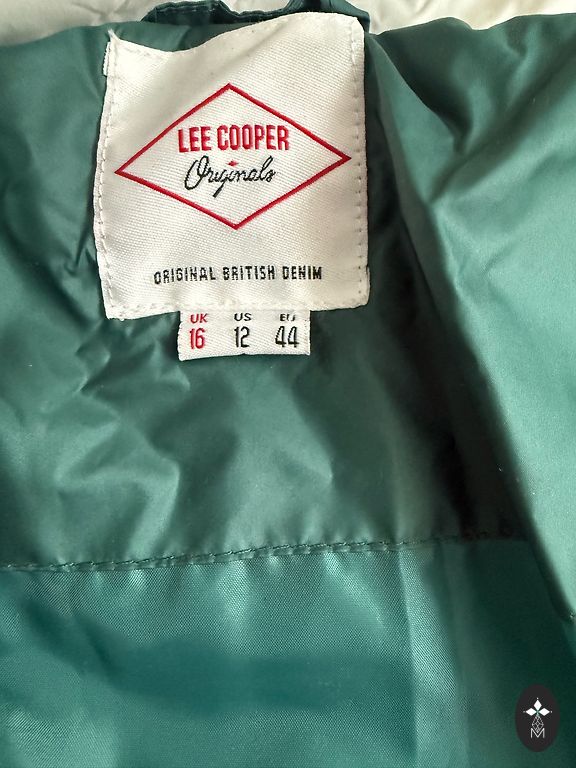 LEE COOPER
Originals
ORIGINAL BRITISH DENIM
UK US EU
16 12 44
M